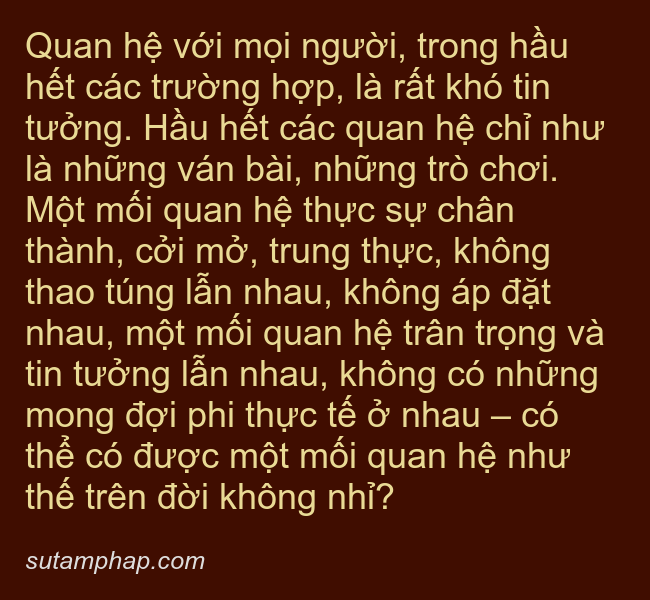 Quan hệ với mọi người, trong hầu
hết các trường hợp, là rất khó tin
tưởng. Hầu hết các quan hệ chỉ như
là những ván bài, những trò chơi.
Một mối quan hệ thực sự chân
thành, cởi mở, trung thực, không
thao túng lẫn nhau, không áp đặt
nhau, một mối quan hệ trân trọng và
tin tưởng lẫn nhau, không có những
mong đợi phi thực tế ở nhau – có
thể có được một mối quan hệ như
thế trên đời không nhỉ?
sutamphap.com